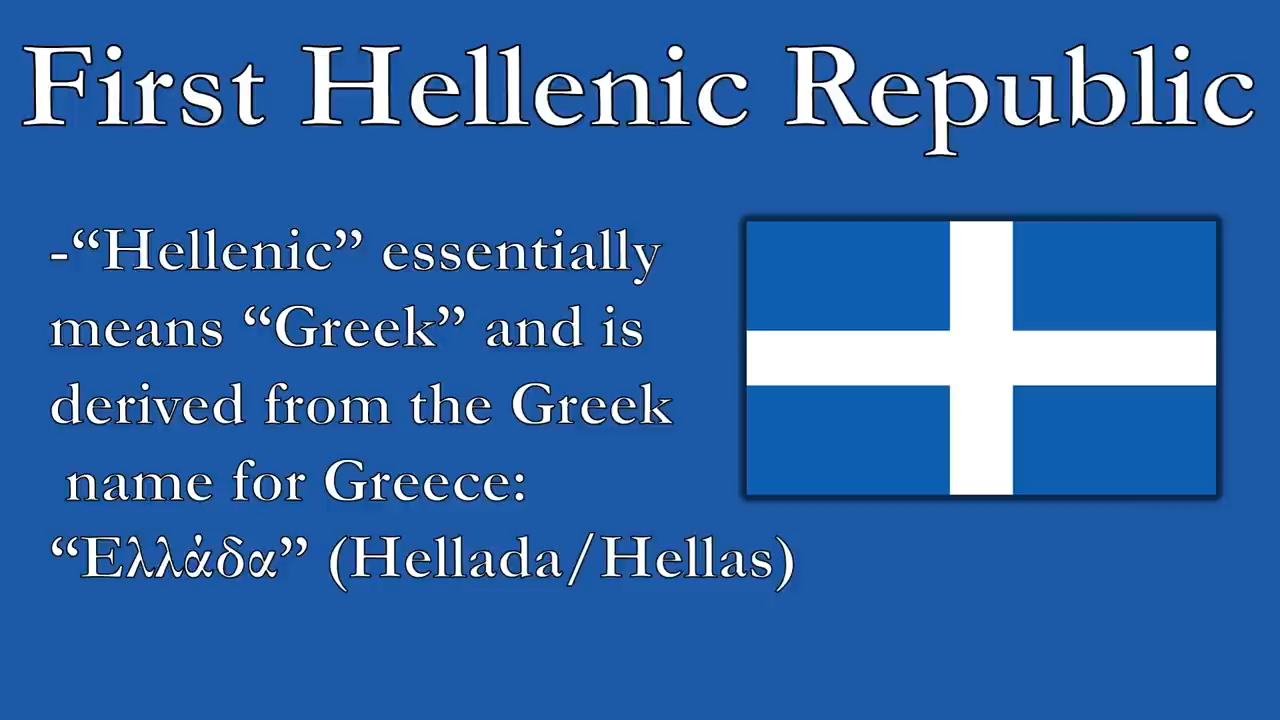 First Hellenic Republic
-“Hellenic” essentially
means “Greek” and is
derived from the Greek
name for Greece:
“Ελλάδα” (Hellada/Hellas)